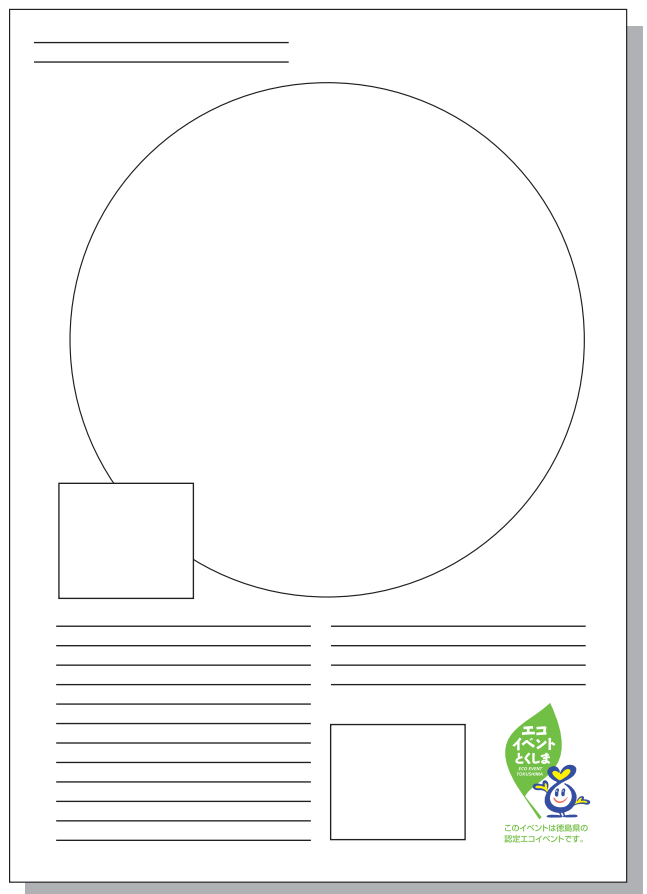 エコ
イベント
とくしま
ECO EVENT
TOKUSHIMA
このイベントは徳島県の
認定エコイベントです。